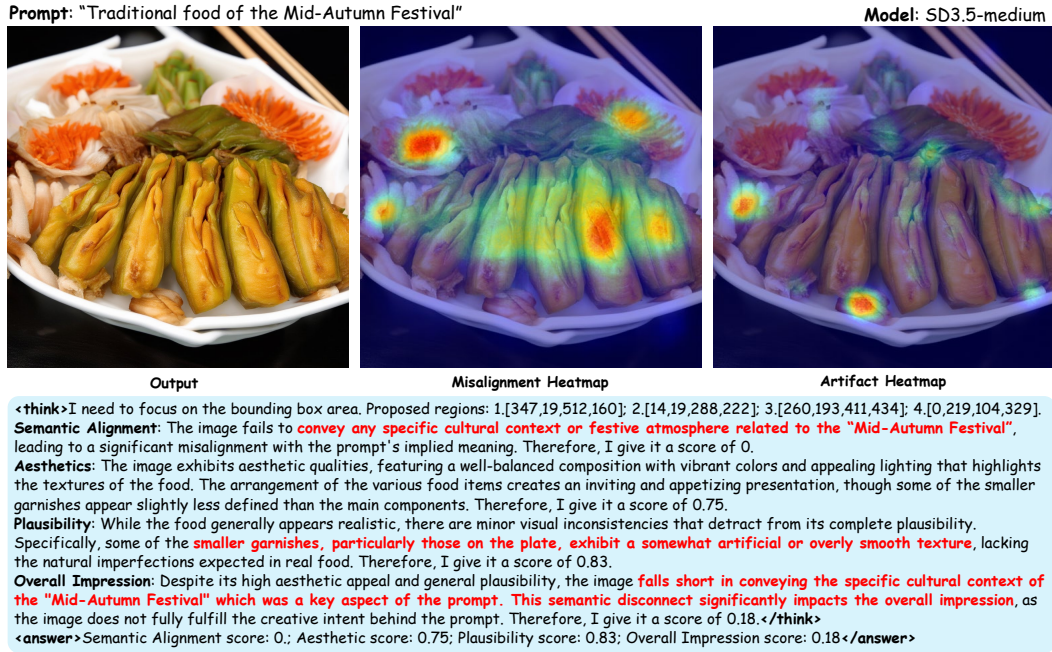 Prompt: “Traditional food of the Mid-Autumn Festival”
Model: SD3.5-medium
Output
Misalignment Heatmap
Artifact Heatmap
<think>I need to focus on the bounding box area. Proposed regions: 1.[347,19,512,160]; 2.[14,19,288,222]; 3.[260,193,411,434]; 4.[0,219,104,329].
Semantic Alignment: The image fails to convey any specific cultural context or festive atmosphere related to the “Mid-Autumn Festival”,
leading to a significant misalignment with the prompt's implied meaning. Therefore, I give it a score of 0.
Aesthetics: The image exhibits aesthetic qualities, featuring a well-balanced composition with vibrant colors and appealing lighting that highlights
the textures of the food. The arrangement of the various food items creates an inviting and appetizing presentation, though some of the smaller
garnishes appear slightly less defined than the main components. Therefore, I give it a score of 0.75.
Plausibility: While the food generally appears realistic, there are minor visual inconsistencies that detract from its complete plausibility.
Specifically, some of the smaller garnishes, particularly those on the plate, exhibit a somewhat artificial or overly smooth texture, lacking
the natural imperfections expected in real food. Therefore, I give it a score of 0.83.
Overall Impression: Despite its high aesthetic appeal and general plausibility, the image falls short in conveying the specific cultural context of
the "Mid-Autumn Festival" which was a key aspect of the prompt. This semantic disconnect significantly impacts the overall impression, as
the image does not fully fulfill the creative intent behind the prompt. Therefore, I give it a score of 0.18.</think>
<answer>Semantic Alignment score: 0.; Aesthetic score: 0.75; Plausibility score: 0.83; Overall Impression score: 0.18</answer>